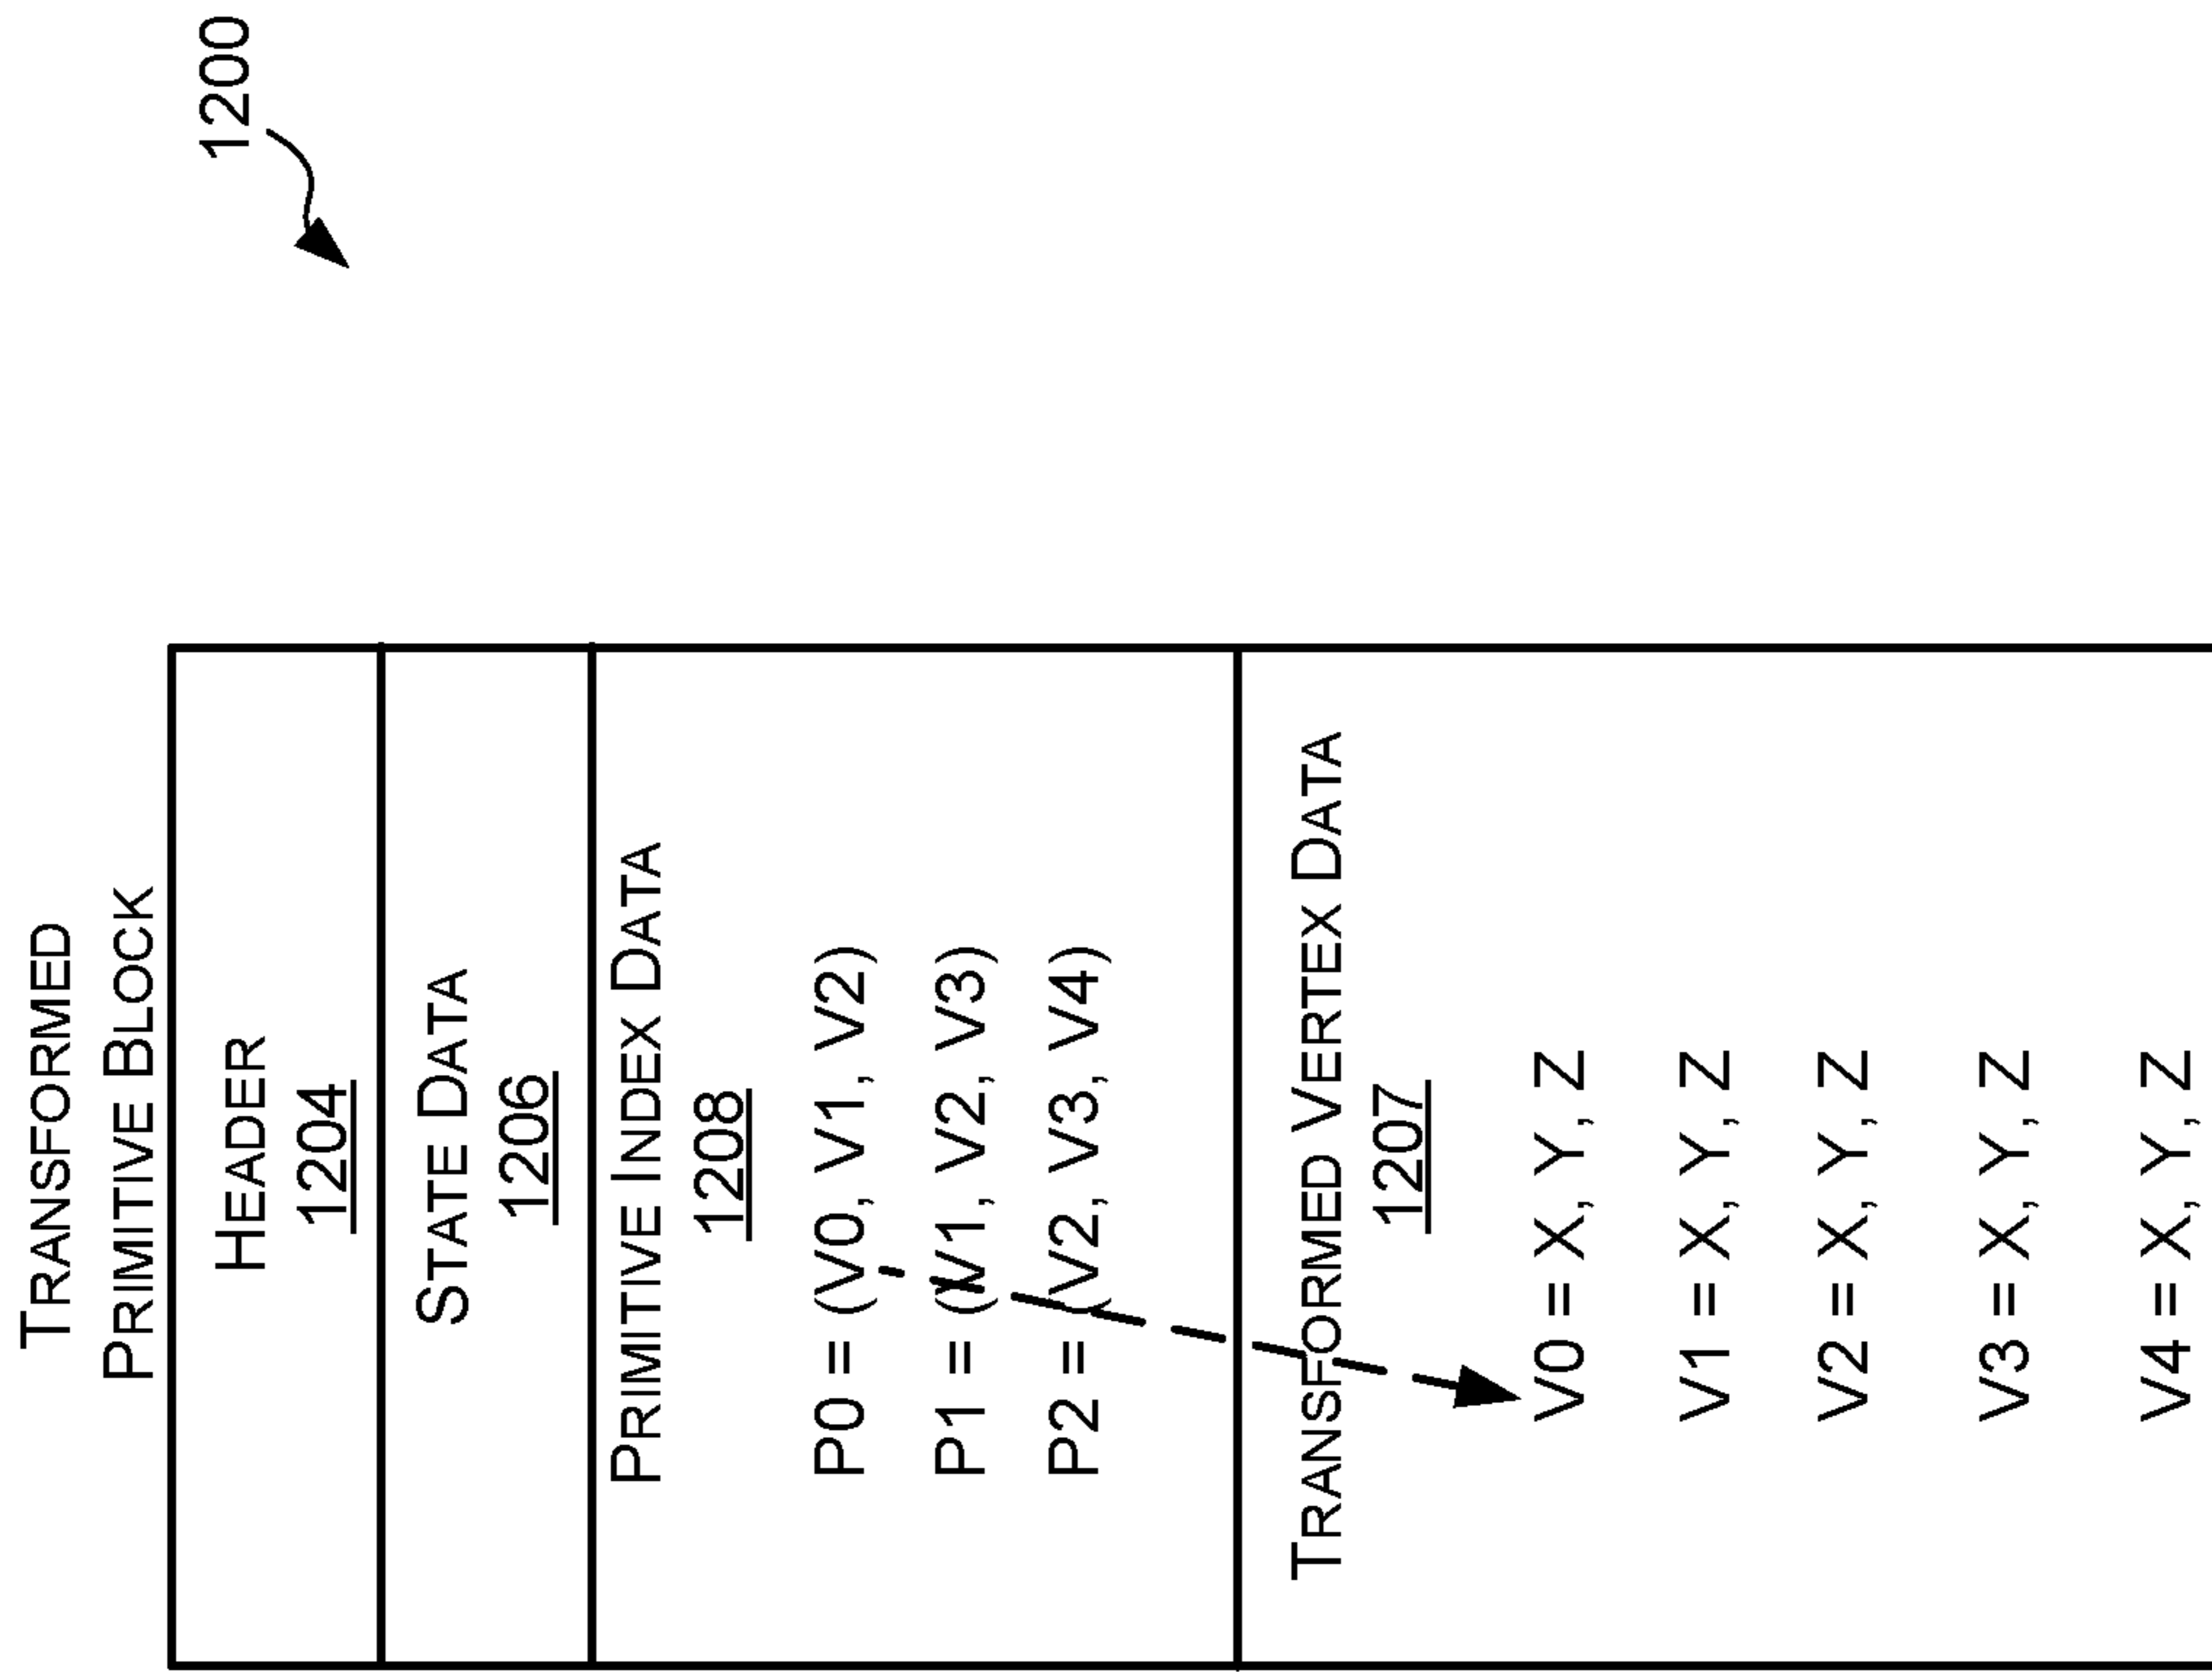 1200
TRANSFORMED
PRIMITIVE BLOCK
HEADER
1204
STATE DATA
1206
PRIMITIVE INDEX DATA
1208
P0 = (V0, V1, V2)
P1 = (V1, V2, V3)
P2 = (V2, V3, V4)
TRANSFORMED VERTEX DATA
1207
V0 = X, Y, Z
V1 = X, Y, Z
V2 = X, Y, Z
V3 = X, Y, Z
V4 = X, Y, Z